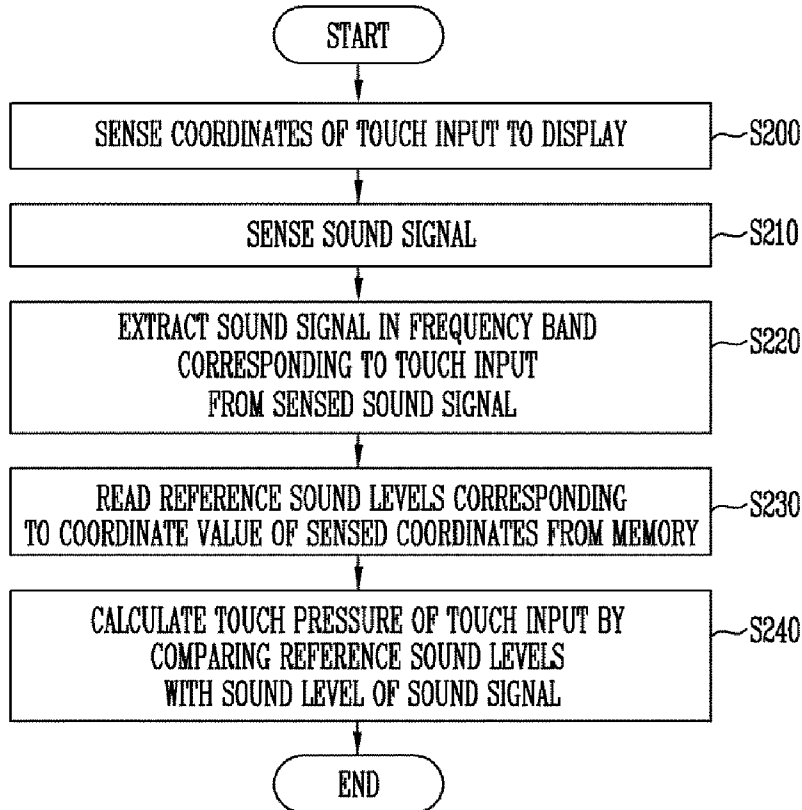 START
SENSE COORDINATES OF TOUCH INPUT TO DISPLAY
S200
SENSE SOUND SIGNAL
S210
EXTRACT SOUND SIGNAL IN FREQUENCY BAND
CORRESPONDING TO TOUCH INPUT
FROM SENSED SOUND SIGNAL
S220
READ REFERENCE SOUND LEVELS CORRESPONDING
TO COORDINATE VALUE OF SENSED COORDINATES FROM MEMORY
S230
CALCULATE TOUCH PRESSURE OF TOUCH INPUT BY
COMPARING REFERENCE SOUND LEVELS
WITH SOUND LEVEL OF SOUND SIGNAL
S240
END